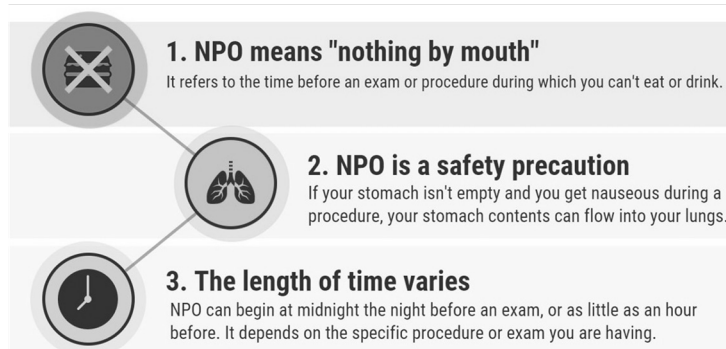 1. NPO means "nothing by mouth"
It refers to the time before an exam or procedure during which you can't eat or drink.
2. NPO is a safety precaution
If your stomach isn't empty and you get nauseous during a
procedure, your stomach contents can flow into your lungs.
3. The length of time varies
NPO can begin at midnight the night before an exam, or as little as an hour
before. It depends on the specific procedure or exam you are having.